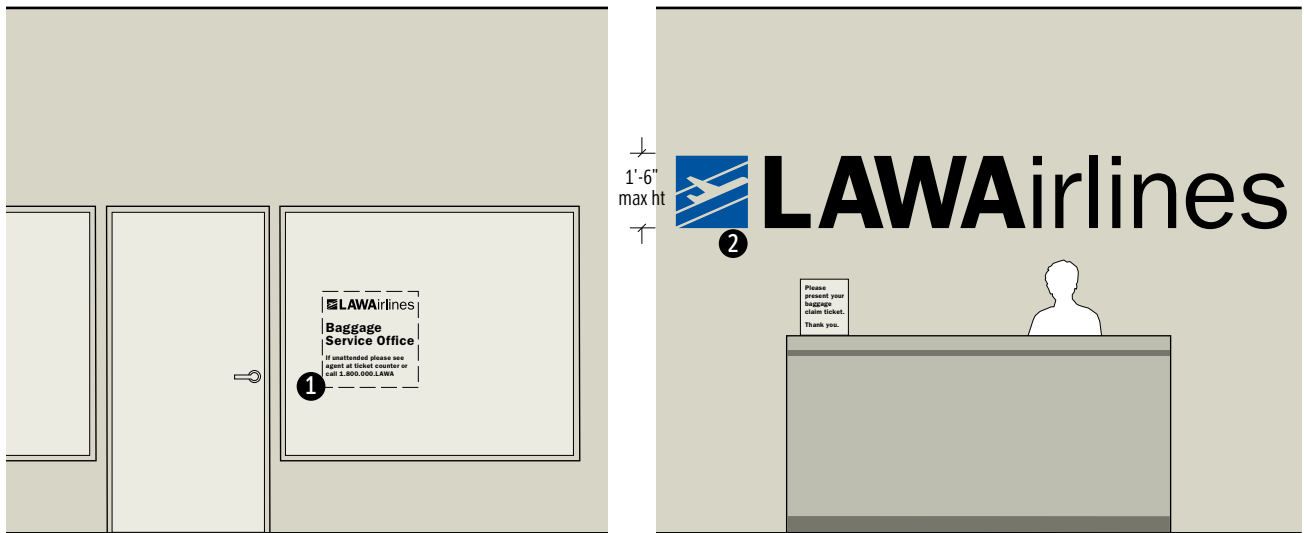 LAWAirlines
Baggage
Service Office
If unattended please see
agent at ticket counter or
call 1.800.000.LAWA
1
1'-6"
max ht
LAWAirlines
2
Please
present your
baggage
claim ticket.
Thank you.